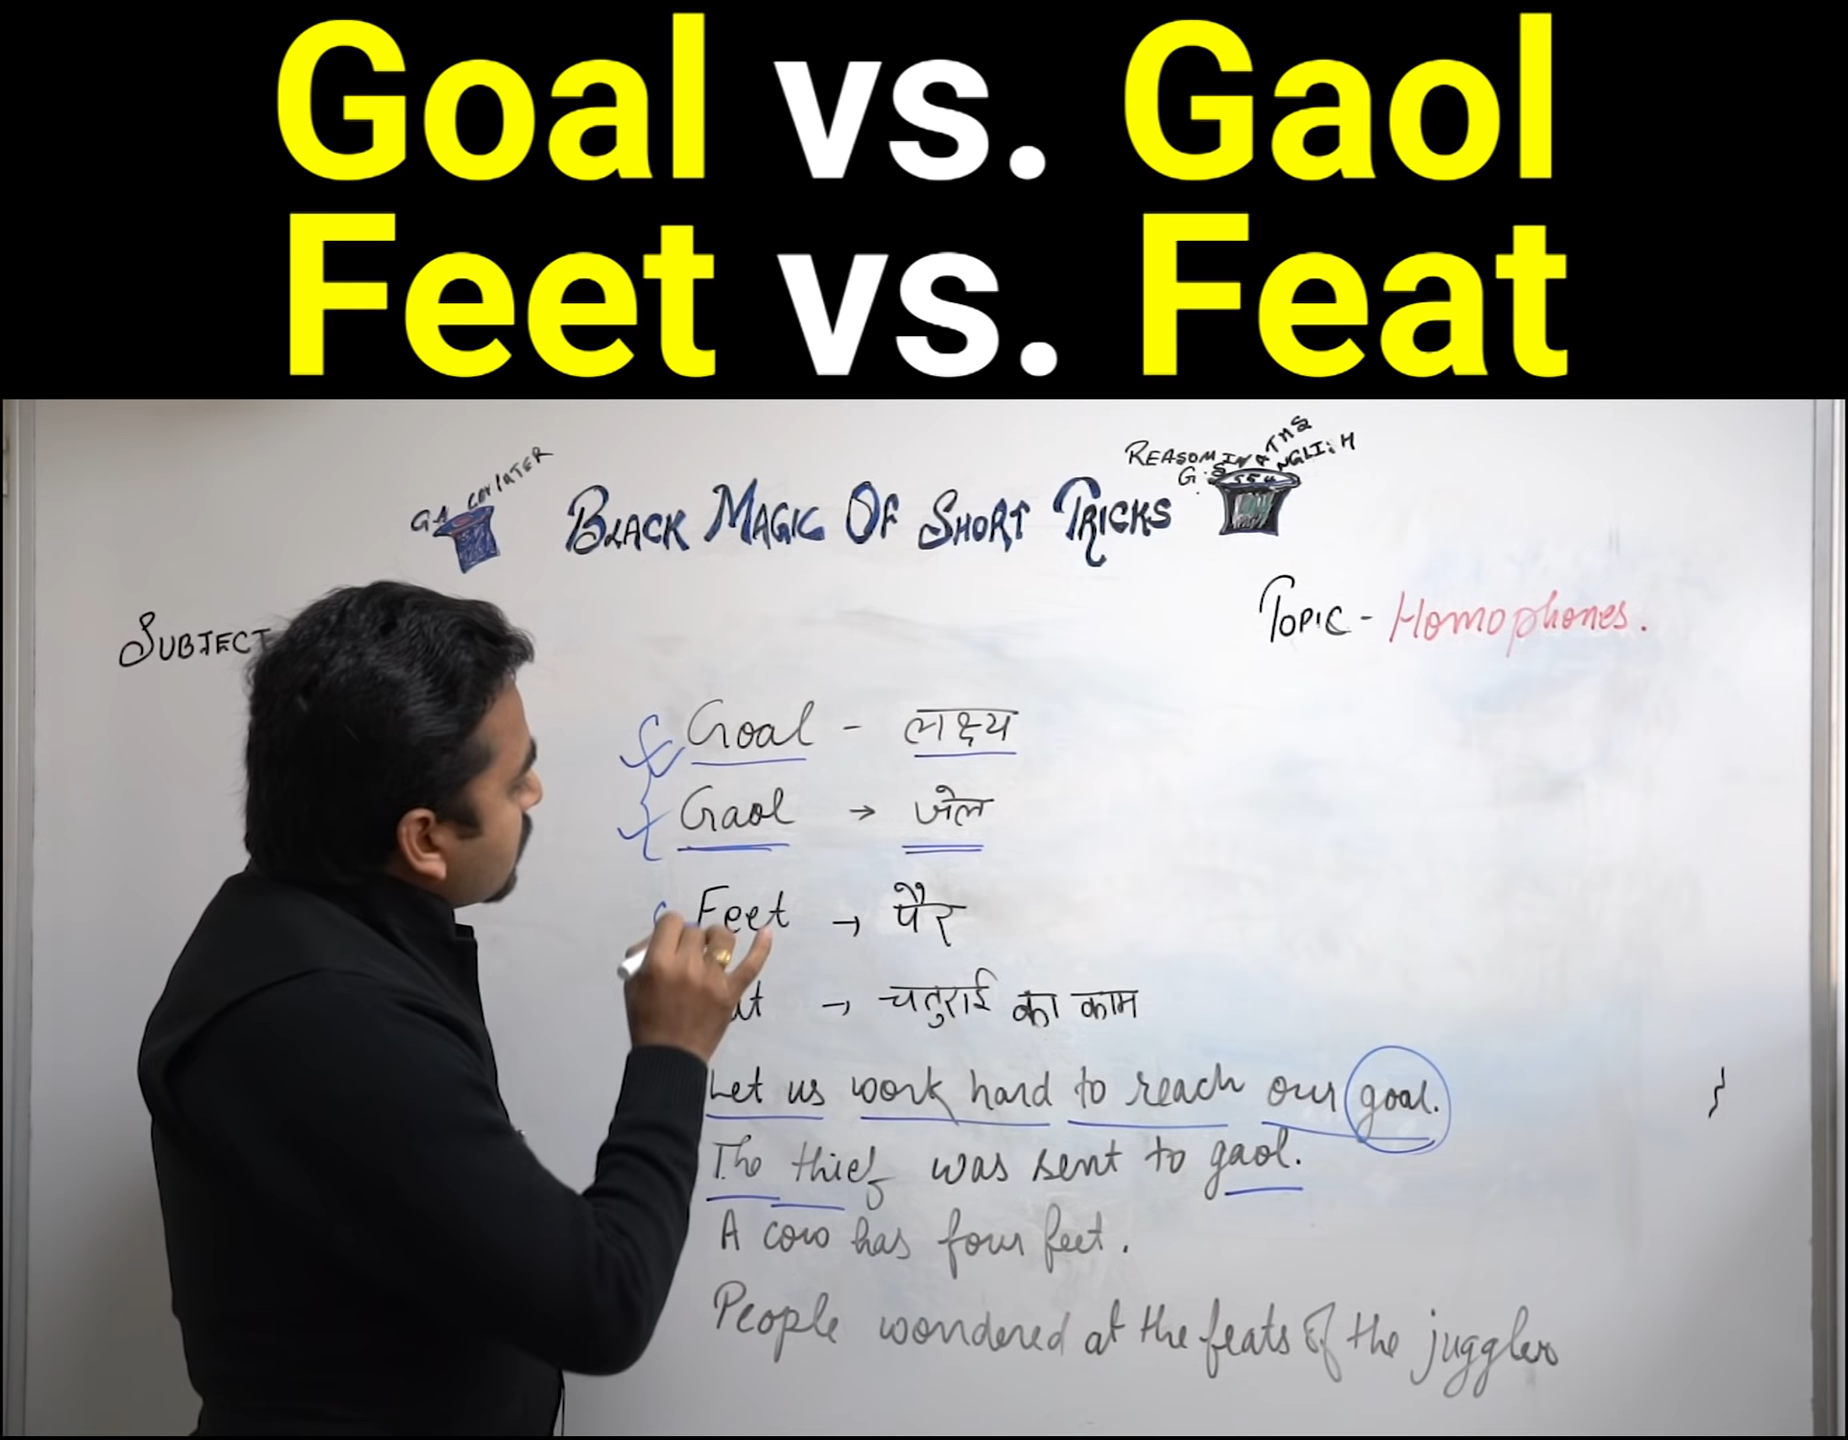 Goal vs. Gaol
Feet vs. Feat
BLACK MAGIC OF SHORT TRICKS
SUBJECT
TOPIC - Homophones.
Goal - लक्ष्य
Gaol → जेल
Feet → पैर
at → चतुराई का काम
Let us work hard to reach our goal.
The thief was sent to gaol.
A cow has four feet.
People wondered at the feats of the juggler